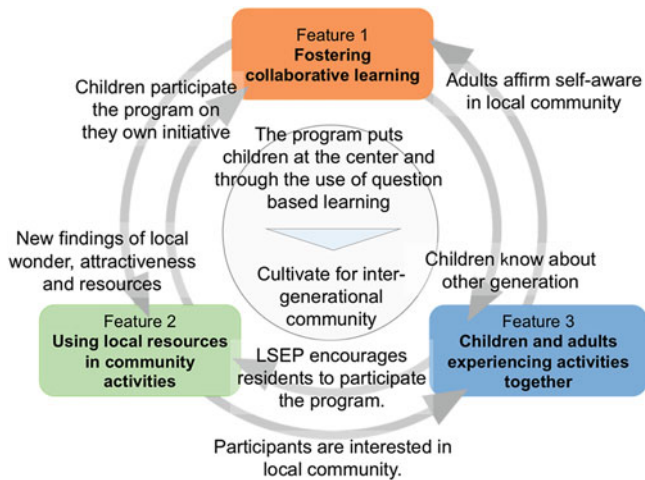 Feature 1
Fostering
collaborative learning
Children participate
the program on
they own initiative
Adults affirm self-aware
in local community
The program puts
children at the center and
through the use of question
based learning
New findings of local
wonder, attractiveness
and resources
Cultivate for inter-
generational
community
Children know about
other generation
Feature 2
Using local resources
in community
activities
LSEP encourages
residents to participate
the program.
Feature 3
Children and adults
experiencing activities
together
Participants are interested in
local community.